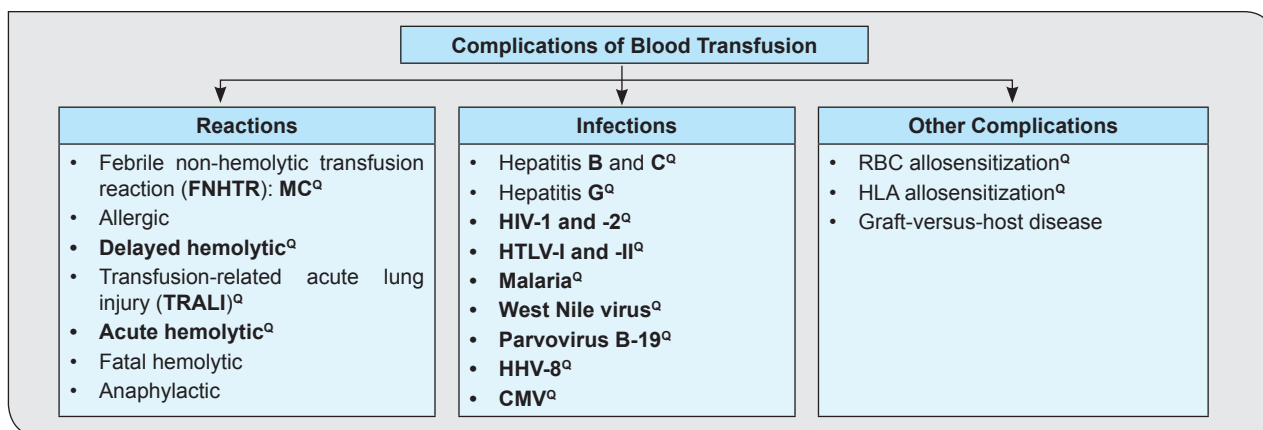 Complications of Blood Transfusion
Reactions
• Febrile non-hemolytic transfusion
reaction (FNHTR): MCQ
• Allergic
• Delayed hemolyticQ
• Transfusion-related acute lung
injury (TRALI)Q
• Acute hemolyticQ
• Fatal hemolytic
• Anaphylactic
Infections
• Hepatitis B and CQ
• Hepatitis GQ
• HIV-1 and -2Q
• HTLV-I and -IIQ
• MalariaQ
• West Nile virusQ
• Parvovirus B-19Q
• HHV-8Q
• CMVQ
Other Complications
• RBC allosensitizationQ
• HLA allosensitizationQ
• Graft-versus-host disease